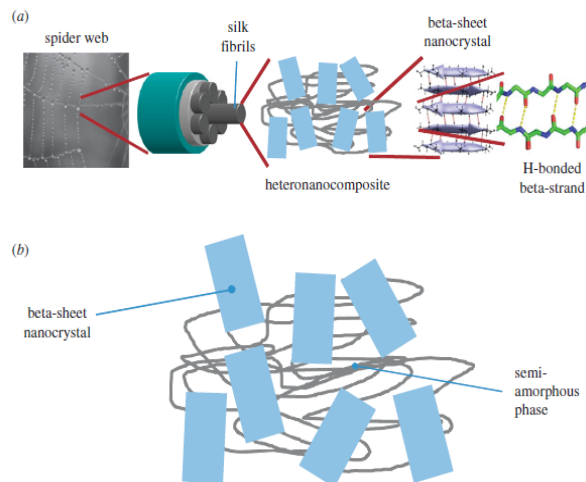 (a)
spider web
silk
fibrils
beta-sheet
nanocrystal
heteronanocomposite
H-bonded
beta-strand
(b)
beta-sheet
nanocrystal
semi-
amorphous
phase